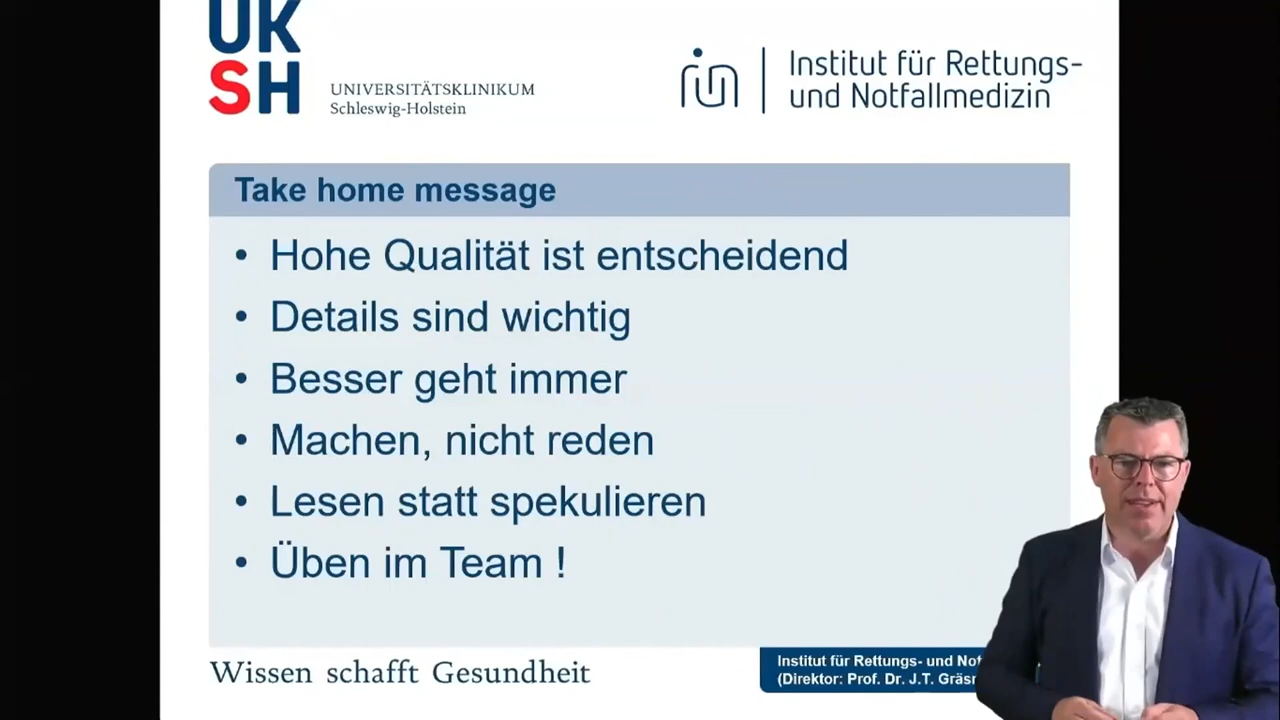 UK
SH
UNIVERSITÄTSKLINIKUM
Schleswig-Holstein
Institut für Rettungs-
und Notfallmedizin
Take home message
• Hohe Qualität ist entscheidend
• Details sind wichtig
• Besser geht immer
• Machen, nicht reden
• Lesen statt spekulieren
• Üben im Team !
Wissen schafft Gesundheit
Institut für Rettungs- und
(Direktor: Prof. Dr. J.T.